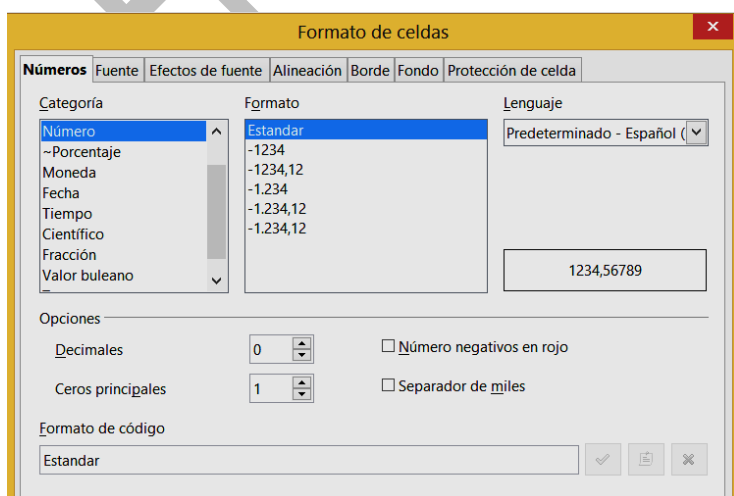 Formato de celdas
Números Fuente Efectos de fuente Alineación Borde Fondo Protección de celda
Categoría Formato Lenguaje
Número Estandar Predeterminado - Español (
~Porcentaje -1234
Moneda -1234,12
Fecha -1.234
Tiempo -1.234,12
Científico -1.234,12
Fracción
Valor buleano 1234,56789
Opciones
Decimales 0 Número negativos en rojo
Ceros principales 1 Separador de miles
Formato de código
Estandar